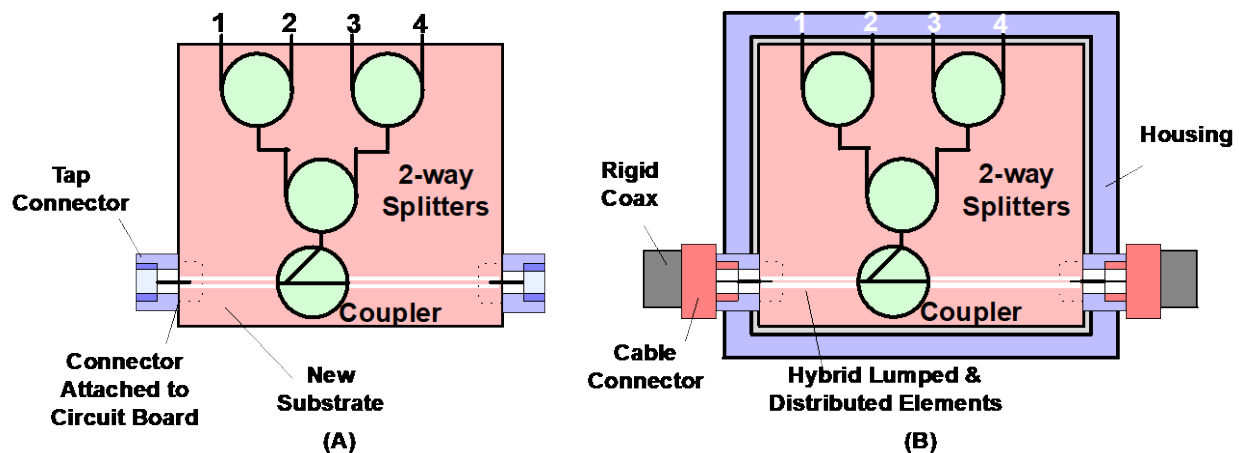 1 2 3 4
Tap
Connector
2-way
Splitters
Coupler
Connector
Attached to
Circuit Board
New
Substrate
(A)
1 2 3 4
Housing
Rigid
Coax
2-way
Splitters
Coupler
Cable
Connector
Hybrid Lumped &
Distributed Elements
(B)